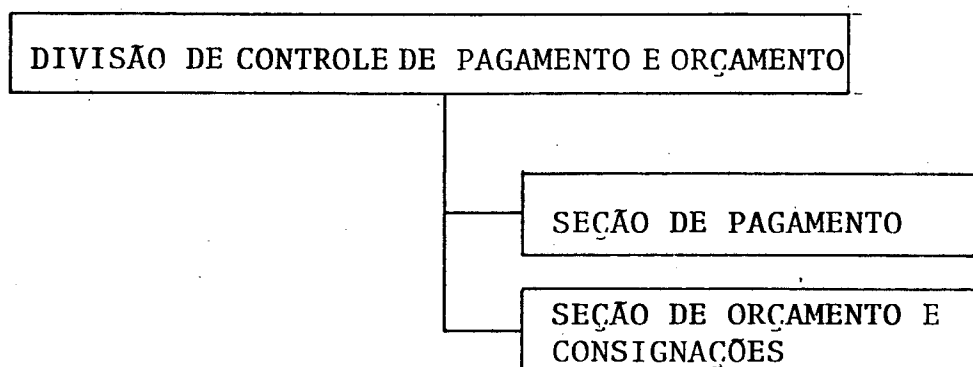 DIVISÃO DE CONTROLE DE PAGAMENTO E ORÇAMENTO
SEÇÃO DE PAGAMENTO
SEÇÃO DE ORÇAMENTO E
CONSIGNAÇÕES